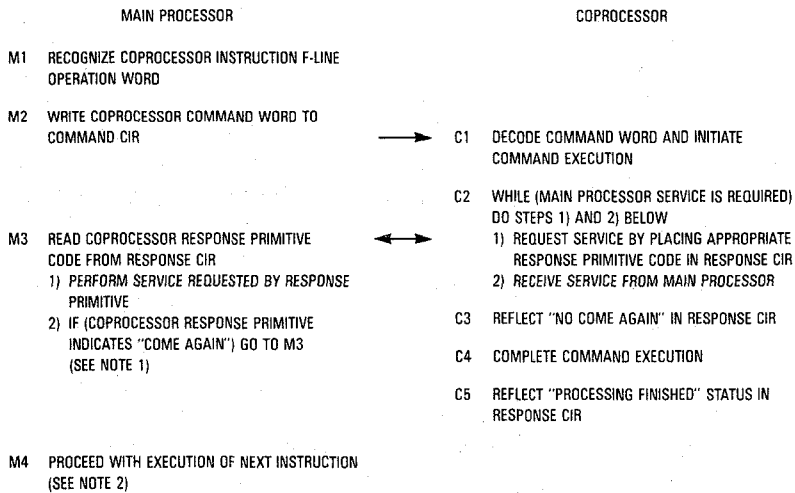 MAIN PROCESSOR
COPROCESSOR
M1 RECOGNIZE COPROCESSOR INSTRUCTION F-LINE
OPERATION WORD
M2 WRITE COPROCESSOR COMMAND WORD TO
COMMAND CIR
C1 DECODE COMMAND WORD AND INITIATE
COMMAND EXECUTION
C2 WHILE (MAIN PROCESSOR SERVICE IS REQUIRED)
DO STEPS 1) AND 2) BELOW
1) REQUEST SERVICE BY PLACING APPROPRIATE
RESPONSE PRIMITIVE CODE IN RESPONSE CIR
2) RECEIVE SERVICE FROM MAIN PROCESSOR
M3 READ COPROCESSOR RESPONSE PRIMITIVE
CODE FROM RESPONSE CIR
1) PERFORM SERVICE REQUESTED BY RESPONSE
PRIMITIVE
2) IF (COPROCESSOR RESPONSE PRIMITIVE
INDICATES "COME AGAIN") GO TO M3
(SEE NOTE 1)
C3 REFLECT "NO COME AGAIN" IN RESPONSE CIR
C4 COMPLETE COMMAND EXECUTION
C5 REFLECT "PROCESSING FINISHED" STATUS IN
RESPONSE CIR
M4 PROCEED WITH EXECUTION OF NEXT INSTRUCTION
(SEE NOTE 2)